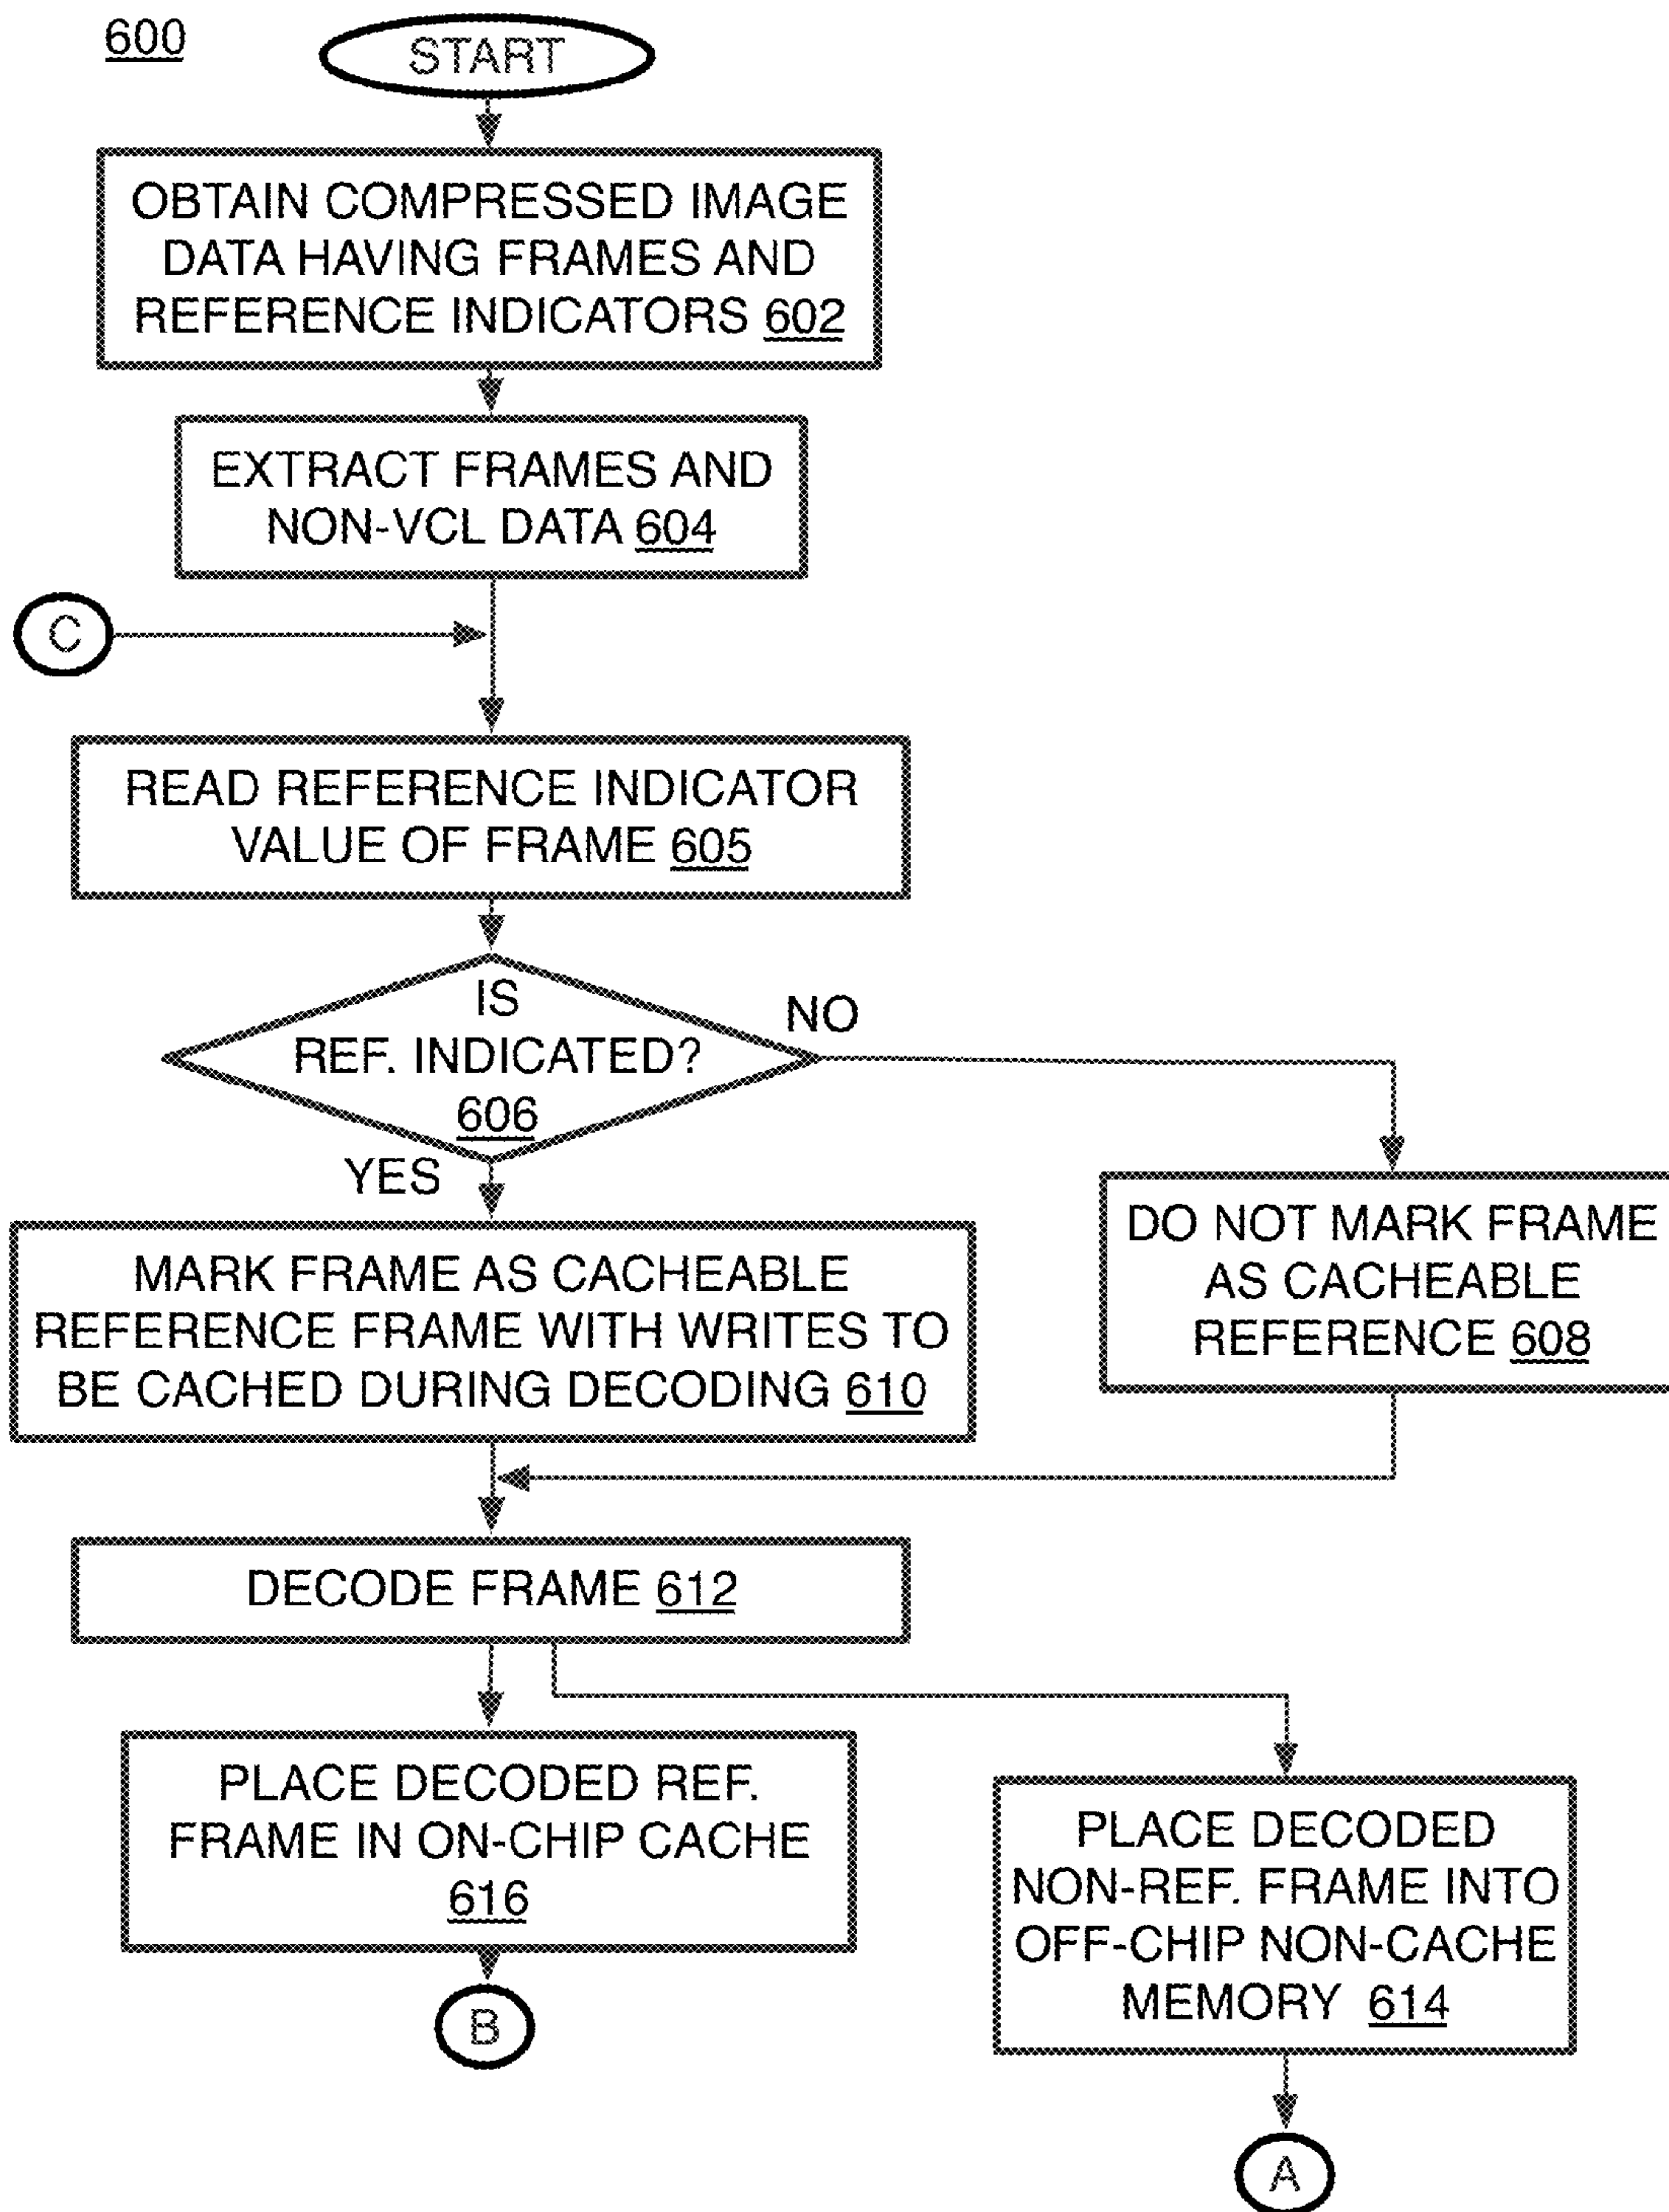 600
START
OBTAIN COMPRESSED IMAGE
DATA HAVING FRAMES AND
REFERENCE INDICATORS 602
EXTRACT FRAMES AND
NON-VCL DATA 604
C
READ REFERENCE INDICATOR
VALUE OF FRAME 605
IS
REF. INDICATED?
606
NO
YES
DO NOT MARK FRAME
AS CACHEABLE
REFERENCE 608
MARK FRAME AS CACHEABLE
REFERENCE FRAME WITH WRITES TO
BE CACHED DURING DECODING 610
DECODE FRAME 612
PLACE DECODED REF.
FRAME IN ON-CHIP CACHE
616
PLACE DECODED
NON-REF. FRAME INTO
OFF-CHIP NON-CACHE
MEMORY 614
B
A